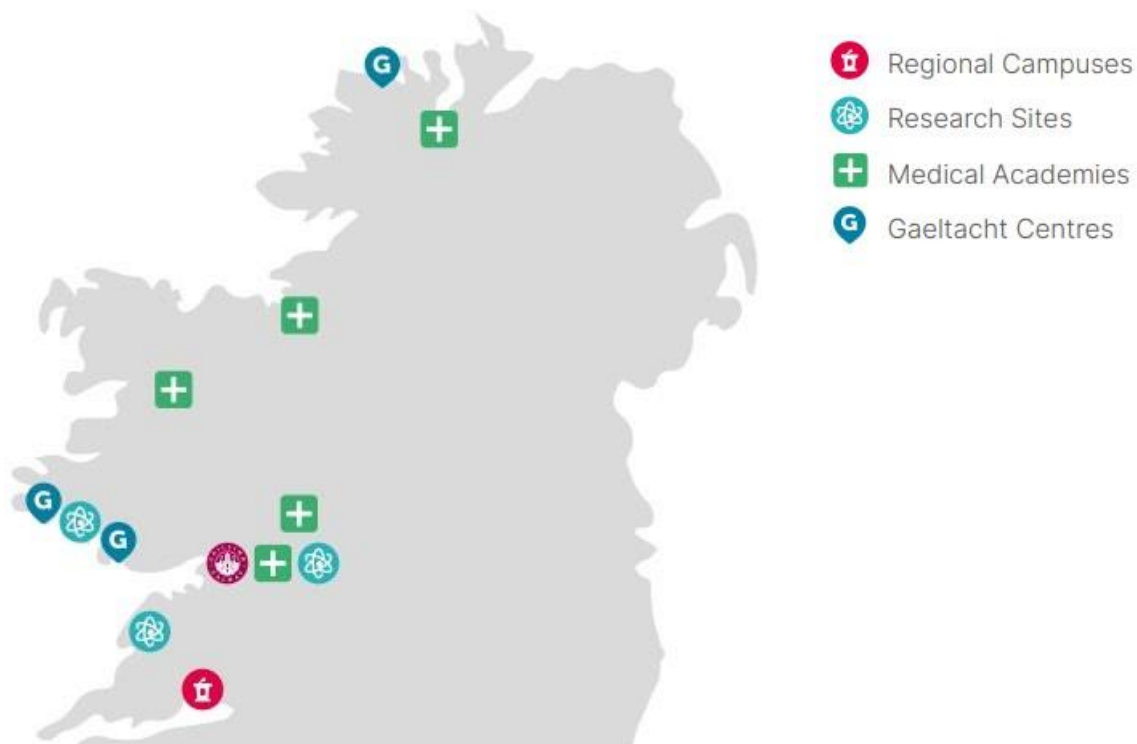 G
Regional Campuses
Research Sites
Medical Academies
G Gaeltacht Centres
G
G